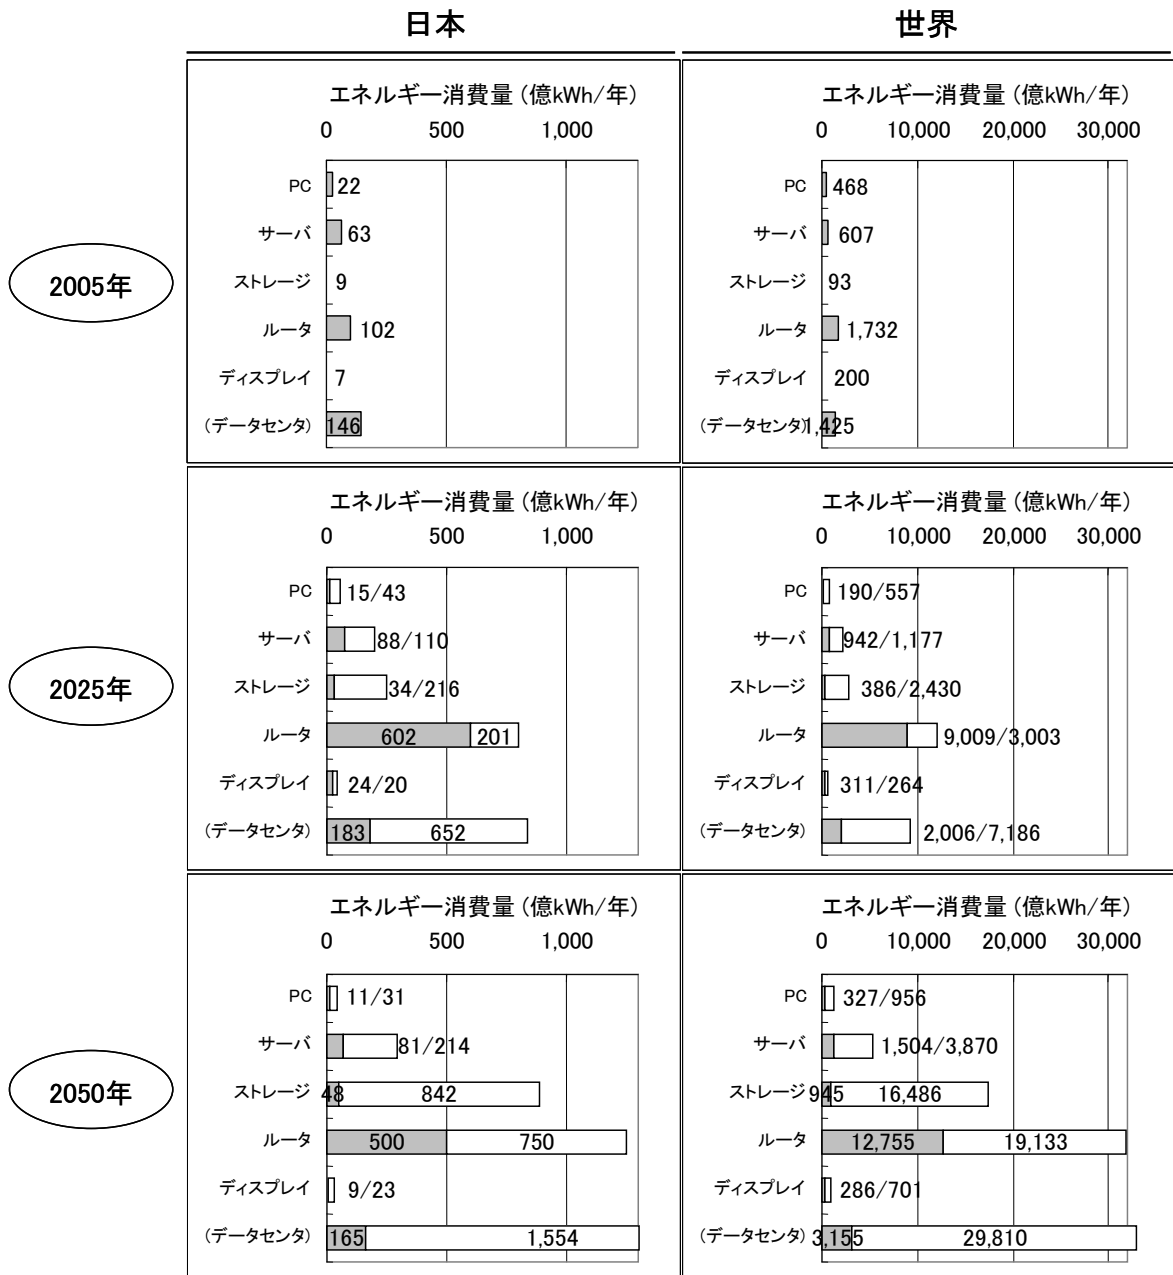 日本
世界
2005年
エネルギー消費量 (億kWh/年)
0 500 1,000
PC 22
サーバ 63
ストレージ 9
ルータ 102
ディスプレイ 7
(データセンタ) 146
エネルギー消費量 (億kWh/年)
0 10,000 20,000 30,000
PC 468
サーバ 607
ストレージ 93
ルータ 1,732
ディスプレイ 200
(データセンタ) 1,425
2025年
エネルギー消費量 (億kWh/年)
0 500 1,000
PC 15/43
サーバ 88/110
ストレージ 34/216
ルータ 602 201
ディスプレイ 24/20
(データセンタ) 183 652
エネルギー消費量 (億kWh/年)
0 10,000 20,000 30,000
PC 190/557
サーバ 942/1,177
ストレージ 386/2,430
ルータ 9,009/3,003
ディスプレイ 311/264
(データセンタ) 2,006/7,186
2050年
エネルギー消費量 (億kWh/年)
0 500 1,000
PC 11/31
サーバ 81/214
ストレージ 48 842
ルータ 500 750
ディスプレイ 9/23
(データセンタ) 165 1,554
エネルギー消費量 (億kWh/年)
0 10,000 20,000 30,000
PC 327/956
サーバ 1,504/3,870
ストレージ 945 16,486
ルータ 12,755 19,133
ディスプレイ 286/701
(データセンタ) 3,155 29,810